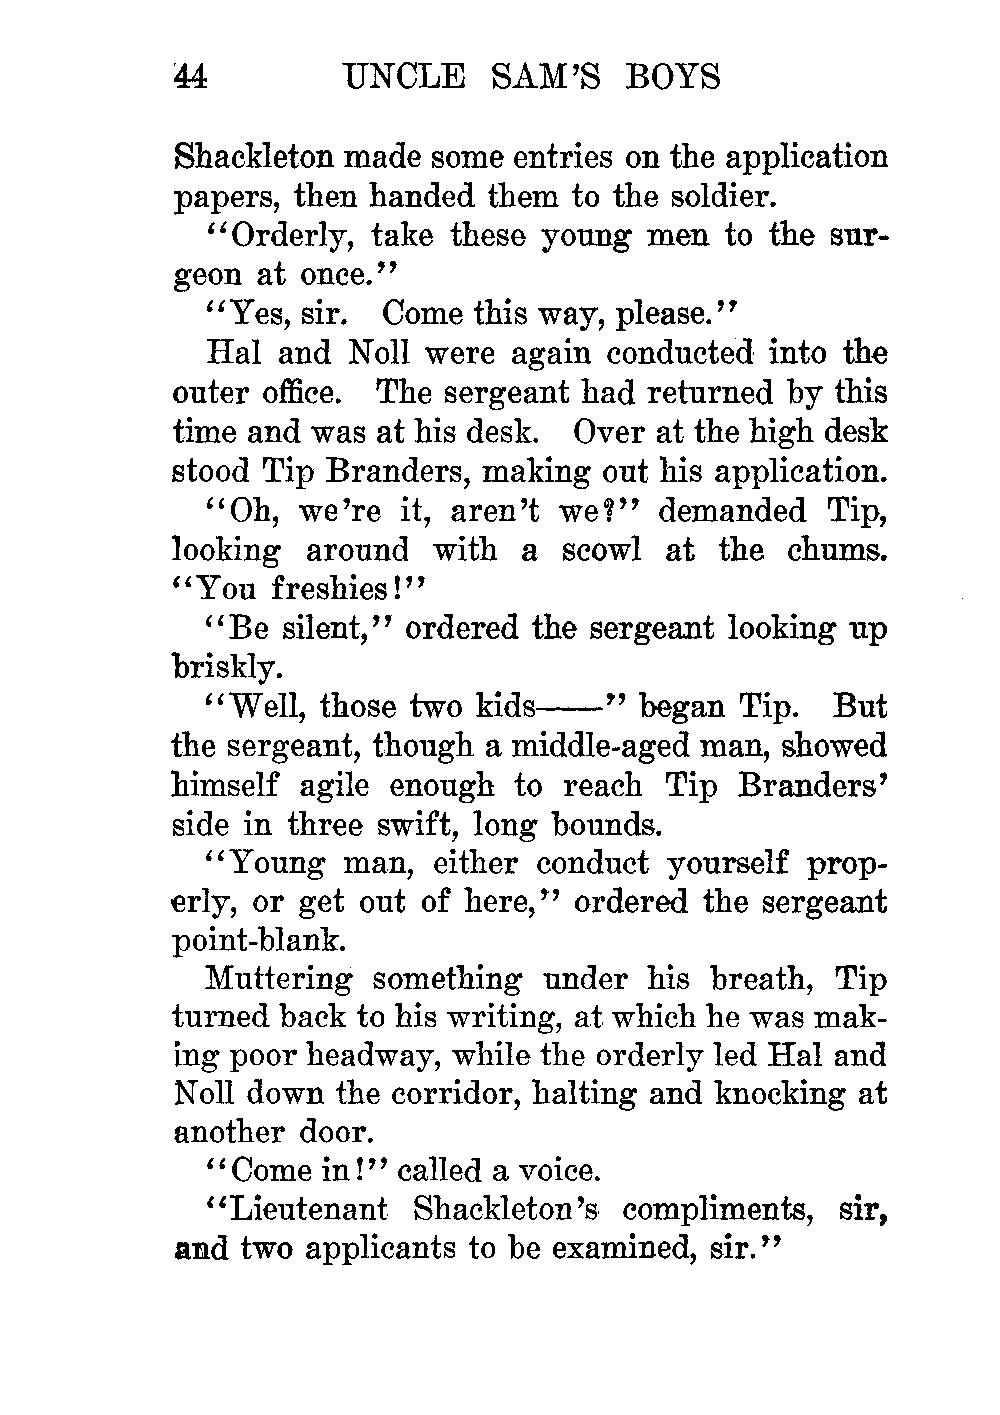 44 UNCLE SAM'S BOYS
Shackleton made some entries on the application
papers, then handed them to the soldier.
"Orderly, take these young men to the sur-
geon at once."
"Yes, sir. Come this way, please."
Hal and Noll were again conducted into the
outer office. The sergeant had returned by this
time and was at his desk. Over at the high desk
stood Tip Branders, making out his application.
"Oh, we're it, aren't we?" demanded Tip,
looking around with a scowl at the chums.
"You freshies!"
"Be silent," ordered the sergeant looking up
briskly.
"Well, those two kids——" began Tip. But
the sergeant, though a middle-aged man, showed
himself agile enough to reach Tip Branders'
side in three swift, long bounds.
"Young man, either conduct yourself prop-
erly, or get out of here," ordered the sergeant
point-blank.
Muttering something under his breath, Tip
turned back to his writing, at which he was mak-
ing poor headway, while the orderly led Hal and
Noll down the corridor, halting and knocking at
another door.
"Come in!" called a voice.
"Lieutenant Shackleton's compliments, sir,
and two applicants to be examined, sir."